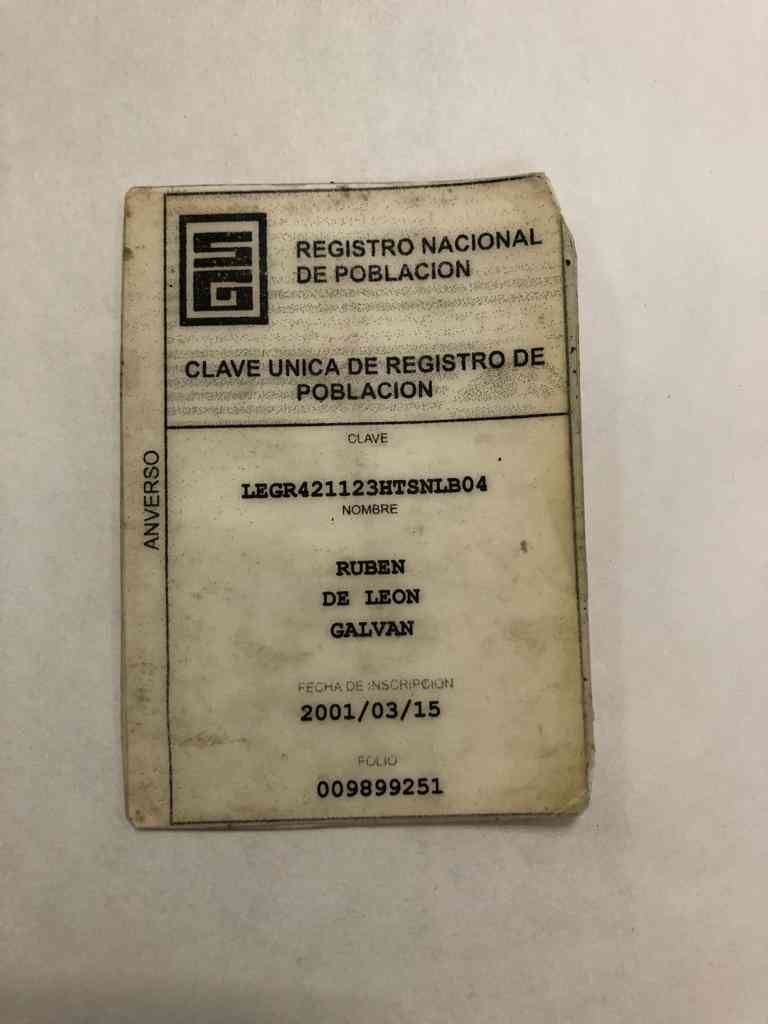 REGISTRO NACIONAL
DE POBLACION
CLAVE UNICA DE REGISTRO DE
POBLACION
ANVERSO
CLAVE
LEGR421123HTSNLB04
NOMBRE
RUBEN
DE LEON
GALVAN
FECHA DE INSCRIPCION
2001/03/15
FOLIO
009899251